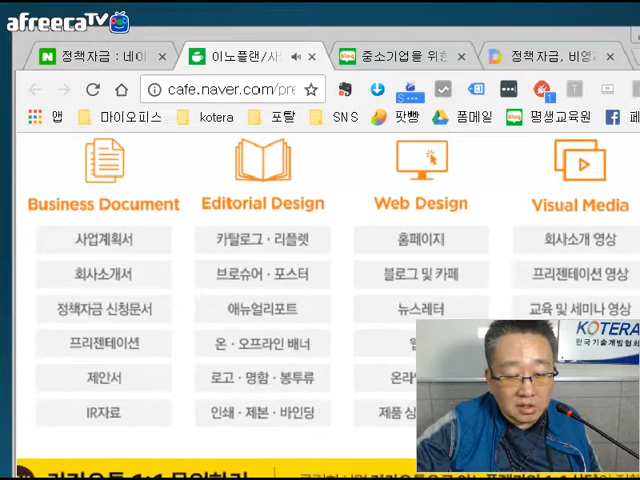 afreecaTV
정책자금 : 네이
이노플랜/사
중소기업을 위한
정책자금, 비영
cafe.naver.com/pre
앱 마이오피스 kotera 포탈 SNS 팟빵 폼메일 평생교육원 페
Business Document Editorial Design Web Design Visual Media
사업계획서 카탈로그 · 리플렛 홈페이지 회사소개 영상
회사소개서 브로슈어 · 포스터 블로그 및 카페 프리젠테이션 영상
정책자금 신청문서 애뉴얼리포트 뉴스레터 교육 및 세미나 영상
프리젠테이션 온 · 오프라인 배너
제안서 로고 · 명함 · 봉투류 온라
IR자료 인쇄 · 제본 · 바인딩 제품 상
KOTERA
한국기술개발협회